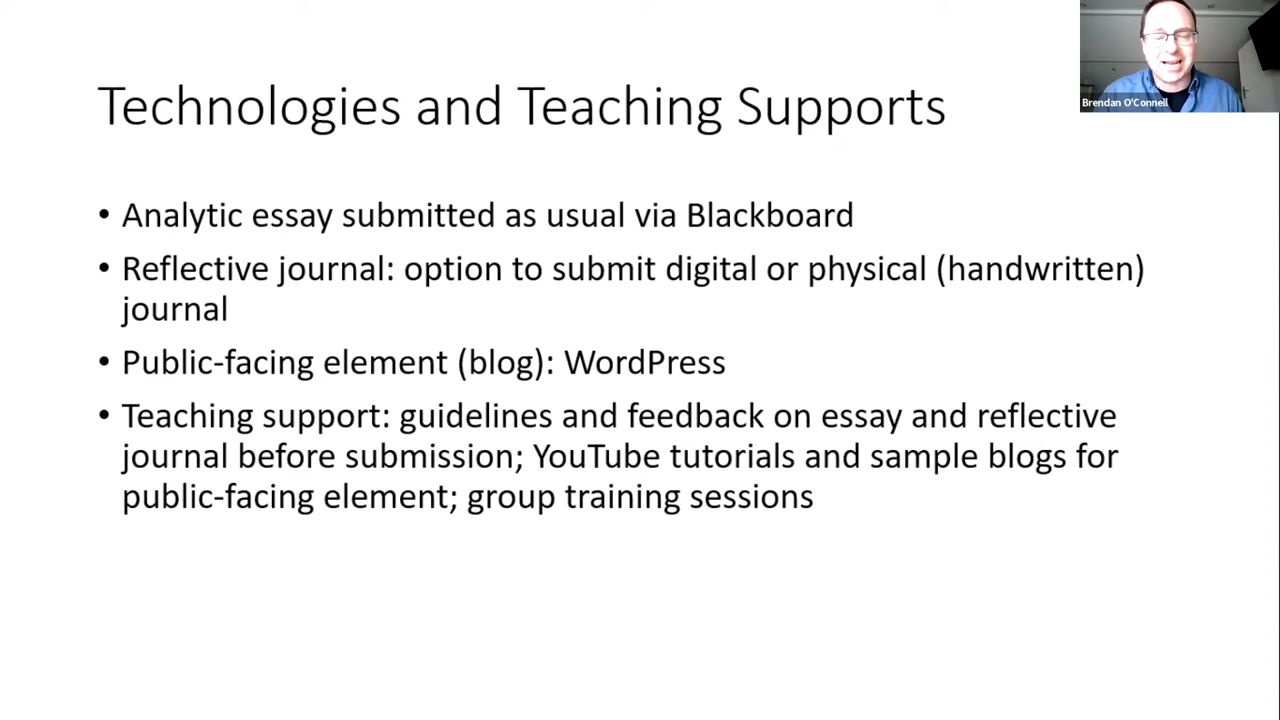 Technologies and Teaching Supports
Brendan O'Connell
• Analytic essay submitted as usual via Blackboard
• Reflective journal: option to submit digital or physical (handwritten)
journal
• Public-facing element (blog): WordPress
• Teaching support: guidelines and feedback on essay and reflective
journal before submission; YouTube tutorials and sample blogs for
public-facing element; group training sessions